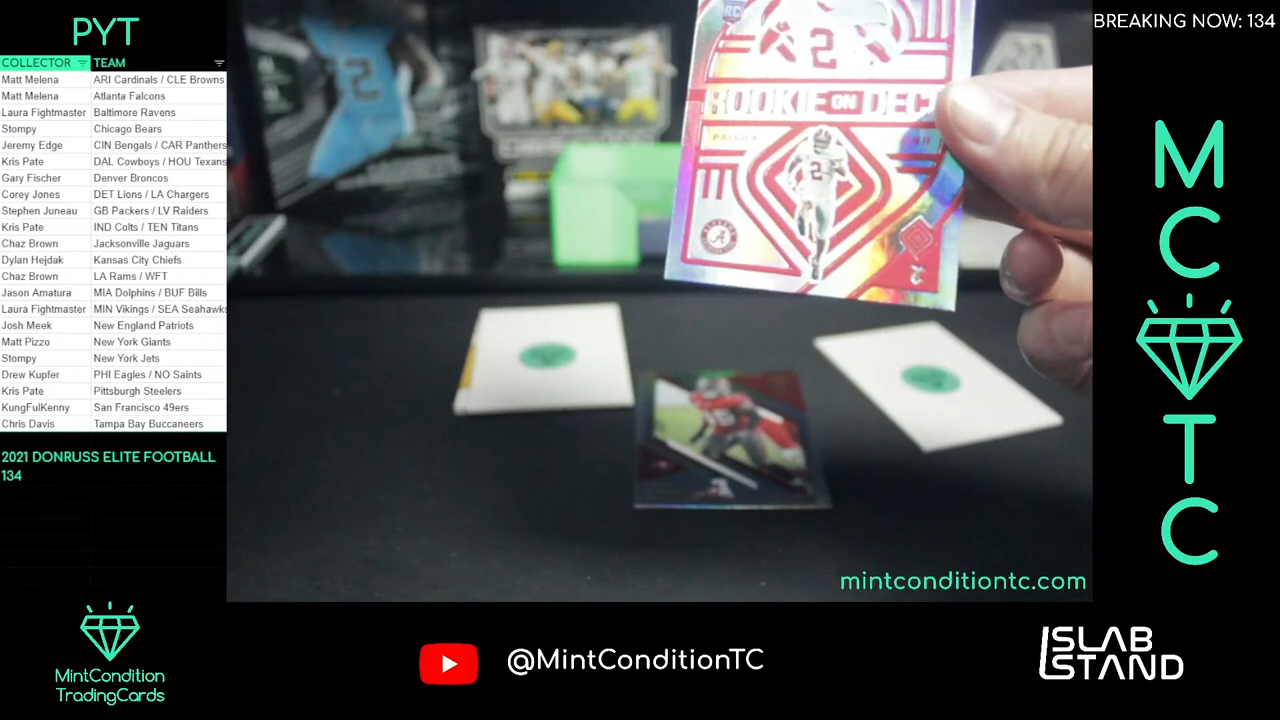 PYT
COLLECTOR TEAM
Matt Melena ARI Cardinals / CLE Browns
Matt Melena Atlanta Falcons
Laura Fightmaster Baltimore Ravens
Stompy Chicago Bears
Jeremy Edge CIN Bengals / CAR Panthers
Kris Pate DAL Cowboys / HOU Texans
Gary Fischer Denver Broncos
Corey Jones DET Lions / LA Chargers
Stephen Juneau GB Packers / LV Raiders
Kris Pate IND Colts / TEN Titans
Chaz Brown Jacksonville Jaguars
Dylan Hejdak Kansas City Chiefs
Chaz Brown LA Rams / WFT
Jason Amatura MIA Dolphins / BUF Bills
Laura Fightmaster MIN Vikings / SEA Seahawks
Josh Meek New England Patriots
Matt Pizzo New York Giants
Stompy New York Jets
Drew Kupfer PHI Eagles / NO Saints
Kris Pate Pittsburgh Steelers
KungFulKenny San Francisco 49ers
Chris Davis Tampa Bay Buccaneers
2021 DONRUSS ELITE FOOTBALL
134
MintCondition
TradingCards
RC
2
ROOKIE ON DECK
2
A
mintconditiontc.com
@MintConditionTC
BREAKING NOW: 134
M
C
T
C
SLAB
STAND